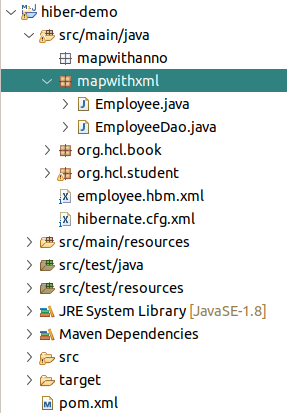 hiber-demo
src/main/java
mapwithanno
mapwithxml
Employee.java
EmployeeDao.java
org.hcl.book
org.hcl.student
employee.hbm.xml
hibernate.cfg.xml
src/main/resources
src/test/java
src/test/resources
JRE System Library [JavaSE-1.8]
Maven Dependencies
src
target
pom.xml